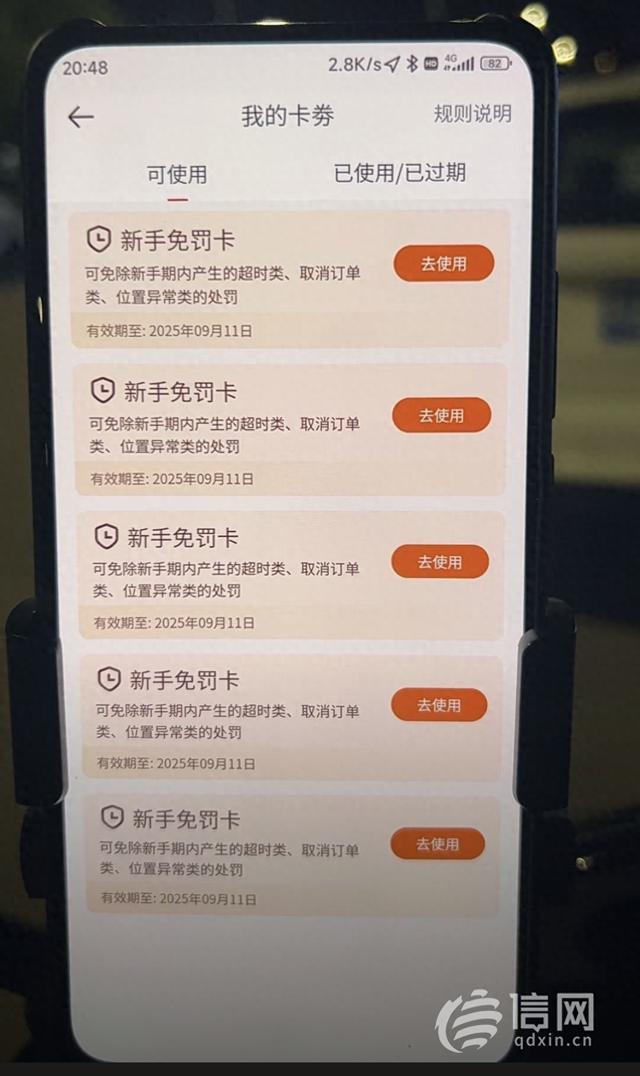 20:48 2.8K/s HD 4G 82
我的卡劵 规则说明
可使用 已使用/已过期
新手免罚卡
可免除新手期内产生的超时类、取消订单
类、位置异常类的处罚
去使用
有效期至: 2025年09月11日
新手免罚卡
可免除新手期内产生的超时类、取消订单
类、位置异常类的处罚
去使用
有效期至: 2025年09月11日
新手免罚卡
可免除新手期内产生的超时类、取消订单
类、位置异常类的处罚
去使用
有效期至: 2025年09月11日
新手免罚卡
可免除新手期内产生的超时类、取消订单
类、位置异常类的处罚
去使用
有效期至: 2025年09月11日
新手免罚卡
可免除新手期内产生的超时类、取消订单
类、位置异常类的处罚
去使用
有效期至: 2025年09月11日
信网
qdxin.cn